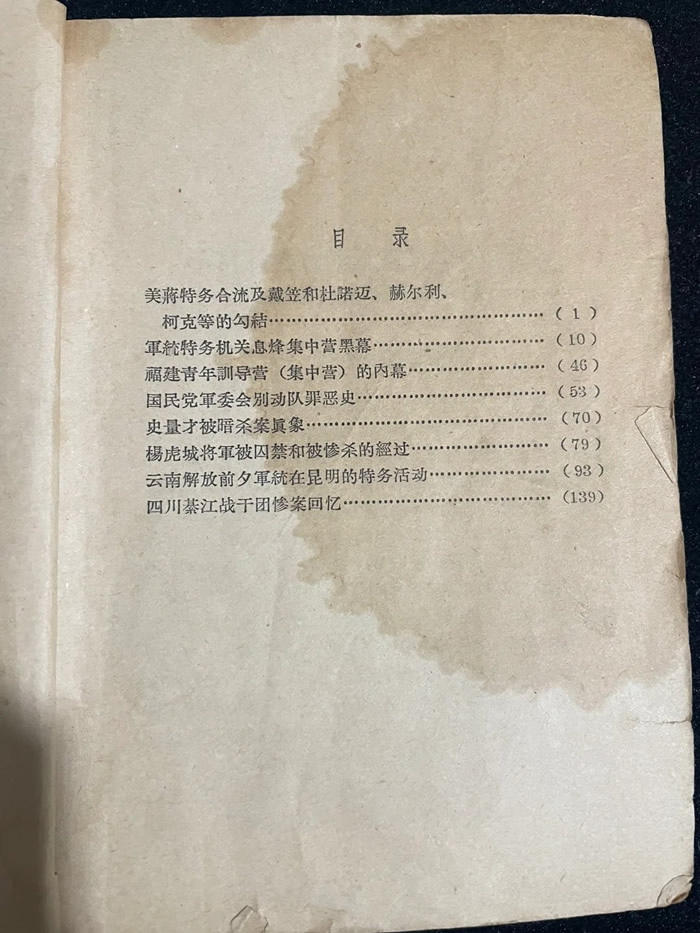 目 录
美蔣特务合流及戴笠和杜諾迈、赫尔利、
柯克等的勾結……………………………………( 1 )
軍統特务机关息烽集中营黑幕……………………………(10)
福建靑年訓导营（集中营）的內幕……………………(46)
国民党軍委会别动队罪恶史……………………………(53)
史量才被暗杀案眞象……………………………………(70)
楊虎城将軍被囚禁和被惨杀的經过……………………(79)
云南解放前夕軍統在昆明的特务活动…………………(93)
四川綦江战干团惨案回忆………………………………(139)